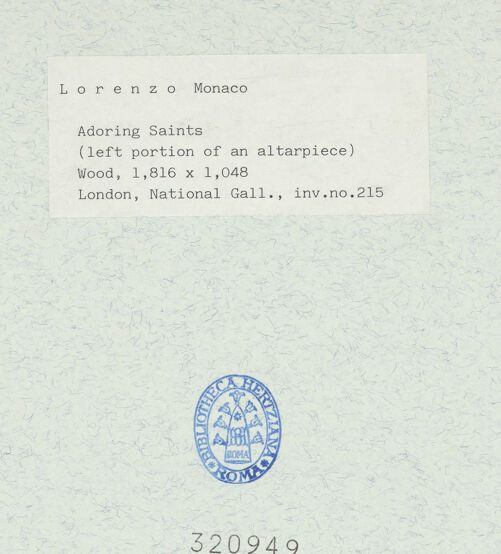 L o r e n z o Monaco
Adoring Saints
(left portion of an altarpiece)
Wood, 1,816 x 1,048
London, National Gall., inv.no.215
BIBLIOTHECA HERTZIANA
ROMA
ROMA
320949